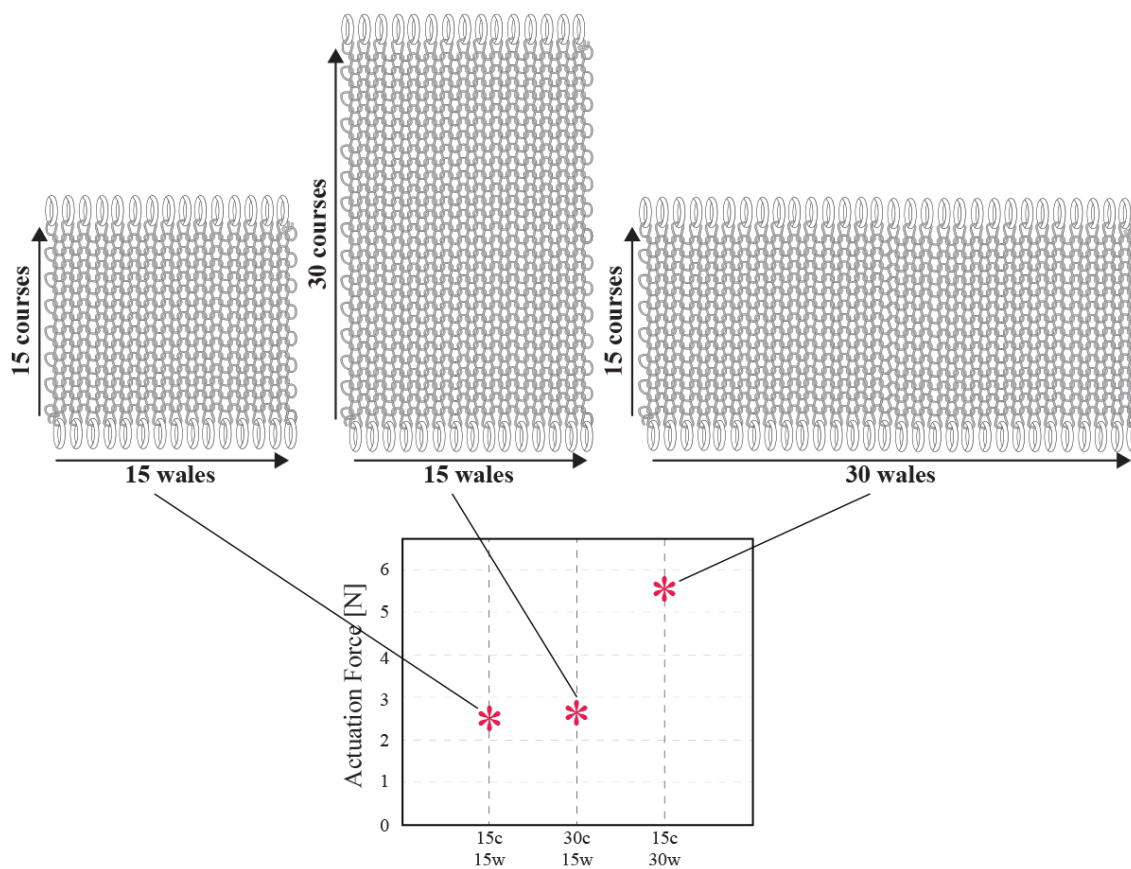 15 courses
15 wales
30 courses
15 wales
15 courses
30 wales
Actuation Force [N]
6
5
4
3
2
1
0
15c
15w
30c
15w
15c
30w